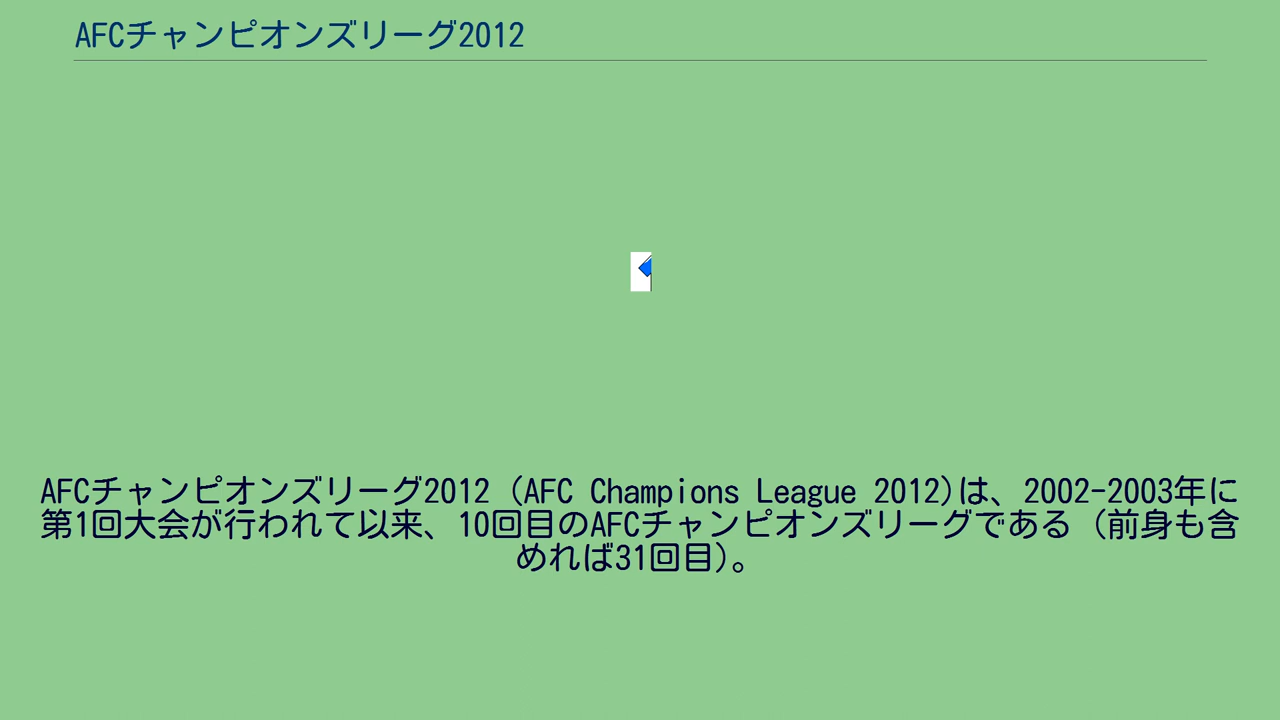 AFCチャンピオンズリーグ2012
AFCチャンピオンズリーグ2012（AFC Champions League 2012)は、2002-2003年に
第1回大会が行われて以来、10回目のAFCチャンピオンズリーグである（前身も含
めれば31回目)。